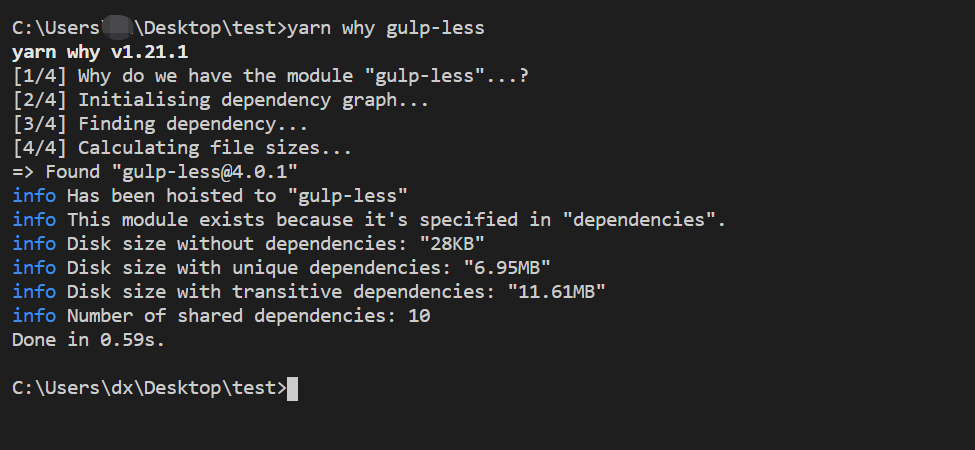 C:\Users\\Desktop\test>yarn why gulp-less
yarn why v1.21.1
[1/4] Why do we have the module "gulp-less"...?
[2/4] Initialising dependency graph...
[3/4] Finding dependency...
[4/4] Calculating file sizes...
=> Found "gulp-less@4.0.1"
info Has been hoisted to "gulp-less"
info This module exists because it's specified in "dependencies".
info Disk size without dependencies: "28KB"
info Disk size with unique dependencies: "6.95MB"
info Disk size with transitive dependencies: "11.61MB"
info Number of shared dependencies: 10
Done in 0.59s.
C:\Users\dx\Desktop\test>